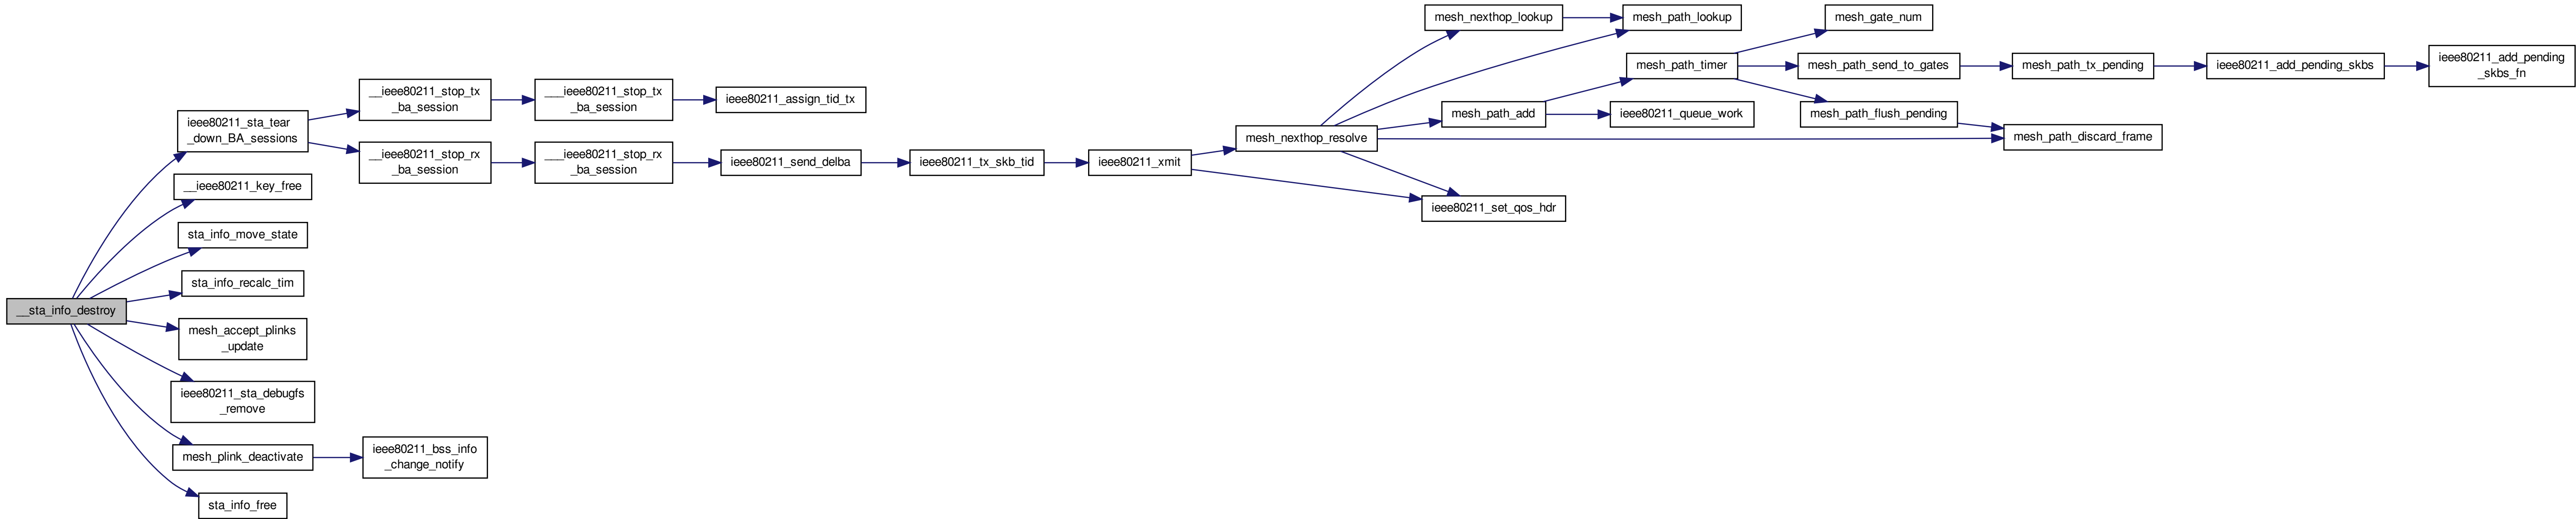 __sta_info_destroy
ieee80211_sta_tear
_down_BA_sessions
__ieee80211_key_free
sta_info_move_state
sta_info_recalc_tim
mesh_accept_plinks
_update
ieee80211_sta_debugfs
_remove
mesh_plink_deactivate
sta_info_free
__ieee80211_stop_tx
_ba_session
__ieee80211_stop_rx
_ba_session
ieee80211_bss_info
_change_notify
___ieee80211_stop_tx
_ba_session
___ieee80211_stop_rx
_ba_session
ieee80211_assign_tid_tx
ieee80211_send_delba
ieee80211_tx_skb_tid
ieee80211_xmit
mesh_nexthop_resolve
mesh_nexthop_lookup
mesh_path_add
ieee80211_set_qos_hdr
mesh_path_lookup
mesh_path_timer
ieee80211_queue_work
mesh_gate_num
mesh_path_send_to_gates
mesh_path_flush_pending
mesh_path_tx_pending
mesh_path_discard_frame
ieee80211_add_pending_skbs
ieee80211_add_pending
_skbs_fn